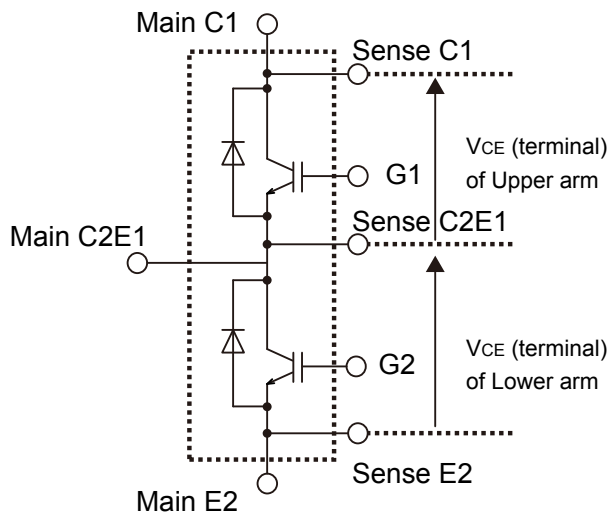 Main C1
Sense C1
VCE (terminal)
of Upper arm
G1
Sense C2E1
Main C2E1
VCE (terminal)
of Lower arm
G2
Sense E2
Main E2